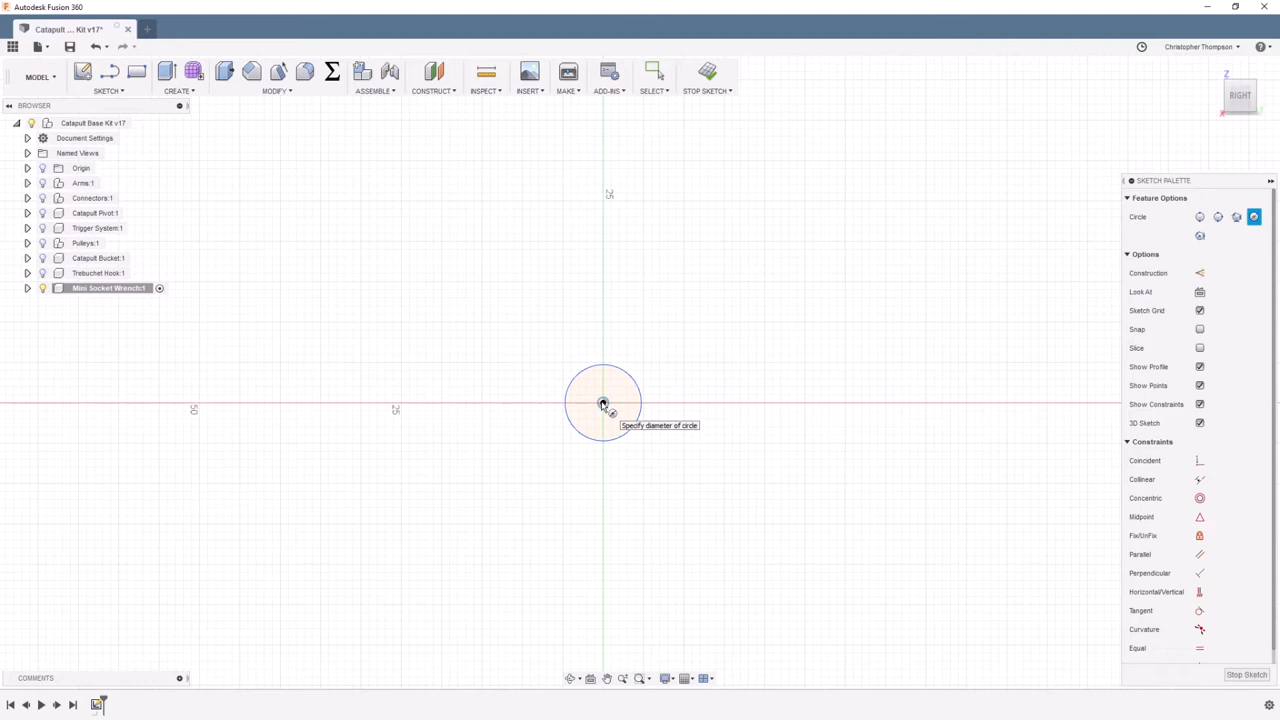 Autodesk Fusion 360
Catapult ... Kit v17*
Christopher Thompson
MODEL
SKETCH
CREATE
MODIFY
ASSEMBLE
CONSTRUCT
INSPECT
INSERT
MAKE
ADD-INS
SELECT
STOP SKETCH
BROWSER
Catapult Base Kit v17
Document Settings
Named Views
Origin
Arms:1
Connectors:1
Catapult Pivot:1
Trigger System:1
Pulleys:1
Catapult Bucket:1
Trebuchet Hook:1
Mini Socket Wrench:1
Z
RIGHT
X
Y
25
50
25
Specify diameter of circle
SKETCH PALETTE
Feature Options
Circle
Options
Construction
Look At
Sketch Grid
Snap
Slice
Show Profile
Show Points
Show Constraints
3D Sketch
Constraints
Coincident
Collinear
Concentric
Midpoint
Fix/UnFix
Parallel
Perpendicular
Horizontal/Vertical
Tangent
Curvature
Equal
Stop Sketch
COMMENTS